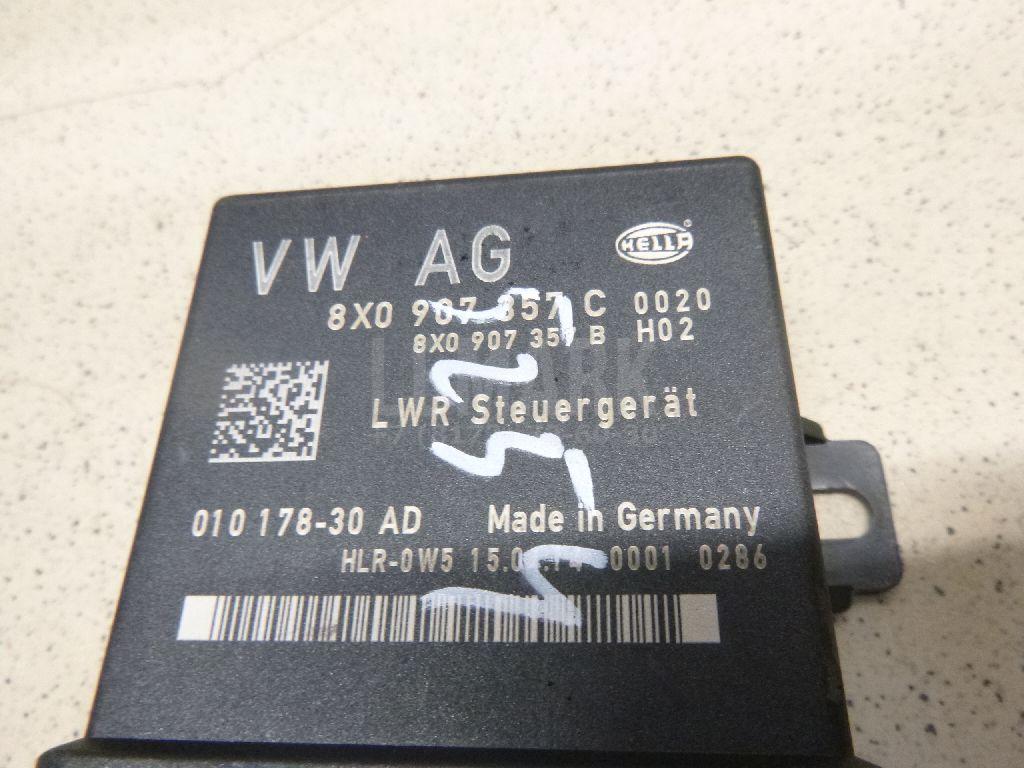 VW AG
HELLA ®
8X0 907 357 C 0020
8X0 907 357 B H02
LWR Steuergerät
010 178-30 AD Made in Germany
HLR-0W5 0001 0286